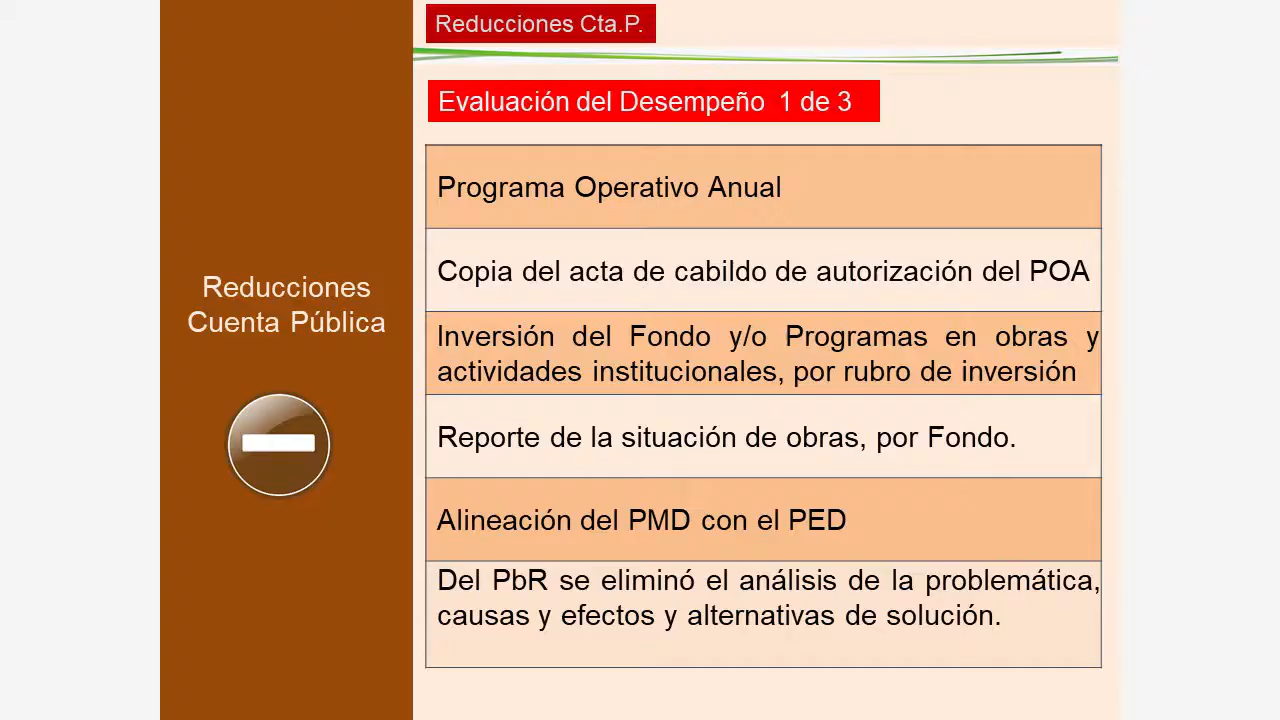 Reducciones Cta.P.
Evaluación del Desempeño 1 de 3
Reducciones
Cuenta Pública
Programa Operativo Anual
Copia del acta de cabildo de autorización del POA
Inversión del Fondo y/o Programas en obras y
actividades institucionales, por rubro de inversión
Reporte de la situación de obras, por Fondo.
Alineación del PMD con el PED
Del PbR se eliminó el análisis de la problemática,
causas y efectos y alternativas de solución.